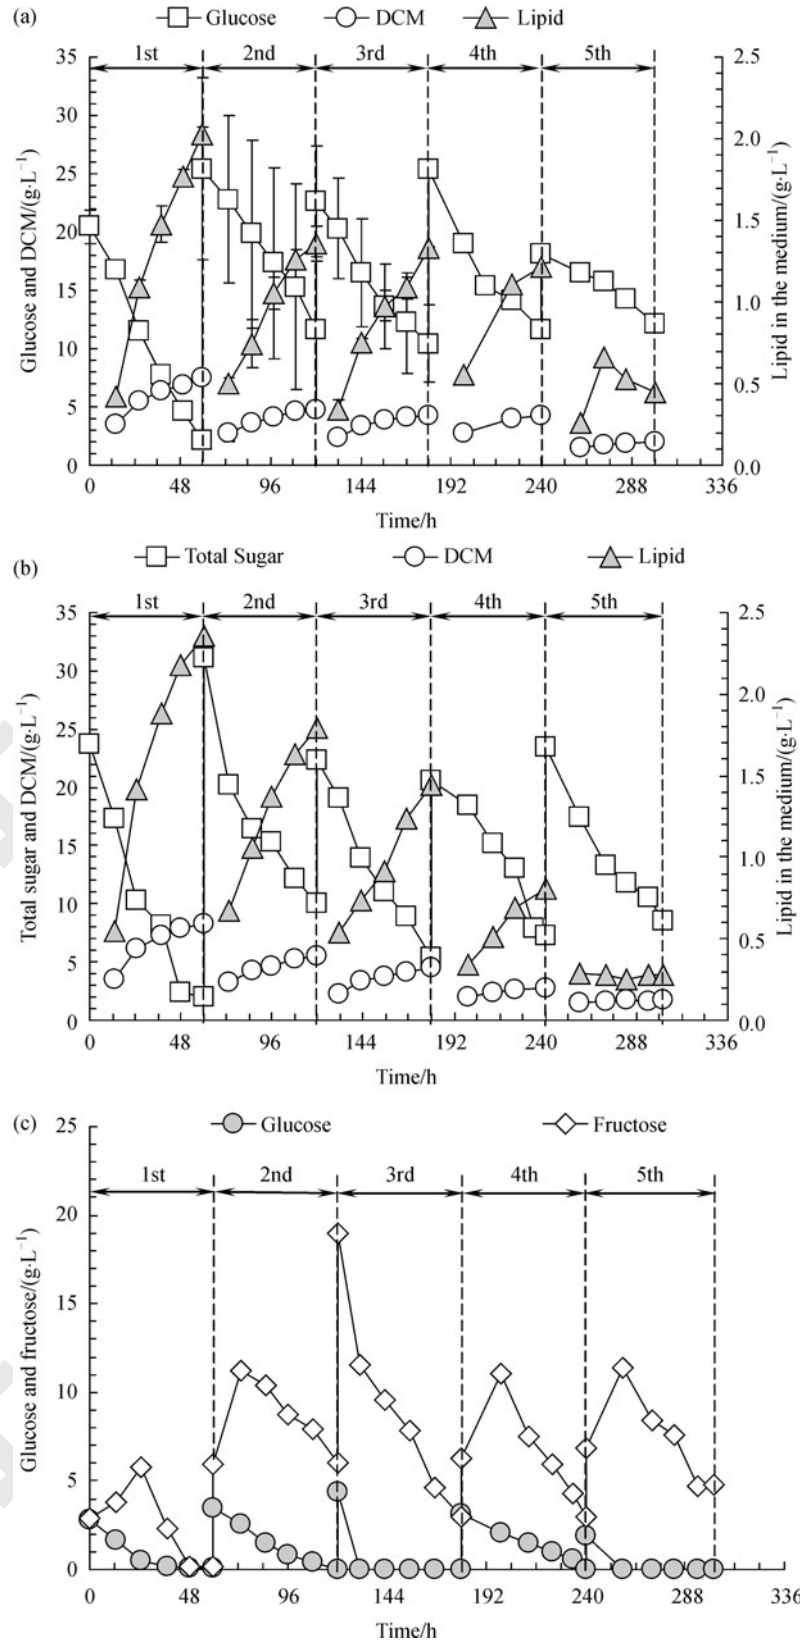 (a)
Glucose DCM Lipid
1st 2nd 3rd 4th 5th
Glucose and DCM/(g·L⁻¹)
35
30
25
20
15
10
5
0
2.5
2.0
1.5
1.0
0.5
0.0
Lipid in the medium/(g·L⁻¹)
0 48 96 144 192 240 288 336
Time/h
(b)
Total Sugar DCM Lipid
1st 2nd 3rd 4th 5th
Total sugar and DCM/(g·L⁻¹)
35
30
25
20
15
10
5
0
2.5
2.0
1.5
1.0
0.5
0.0
Lipid in the medium/(g·L⁻¹)
0 48 96 144 192 240 288 336
Time/h
(c)
Glucose Fructose
1st 2nd 3rd 4th 5th
Glucose and fructose/(g·L⁻¹)
25
20
15
10
5
0
0 48 96 144 192 240 288 336
Time/h